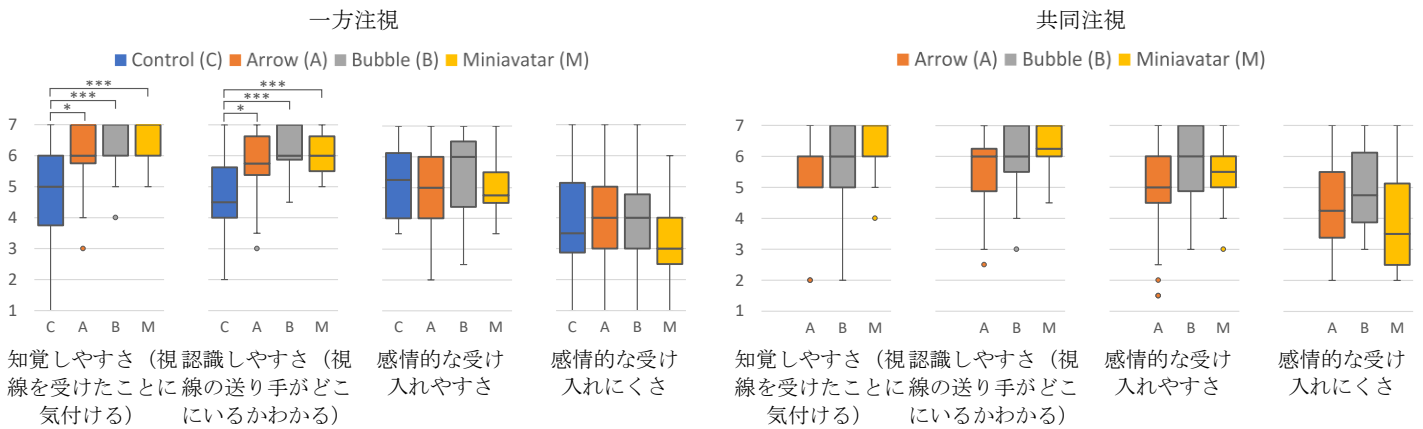 一方注視
Control (C) Arrow (A) Bubble (B) Miniavatar (M)
***
***
*
***
***
*
7
6
5
4
3
2
1
C A B M
C A B M
C A B M
C A B M
知覚しやすさ（視
線を受けたことに
気付ける）
認識しやすさ（視
線の送り手がどこ
にいるかわかる）
感情的な受け
入れやすさ
感情的な受け
入れにくさ
共同注視
Arrow (A) Bubble (B) Miniavatar (M)
7
6
5
4
3
2
1
A B M
A B M
A B M
A B M
知覚しやすさ（視
線を受けたことに
気付ける）
認識しやすさ（視
線の送り手がどこ
にいるかわかる）
感情的な受け
入れやすさ
感情的な受け
入れにくさ